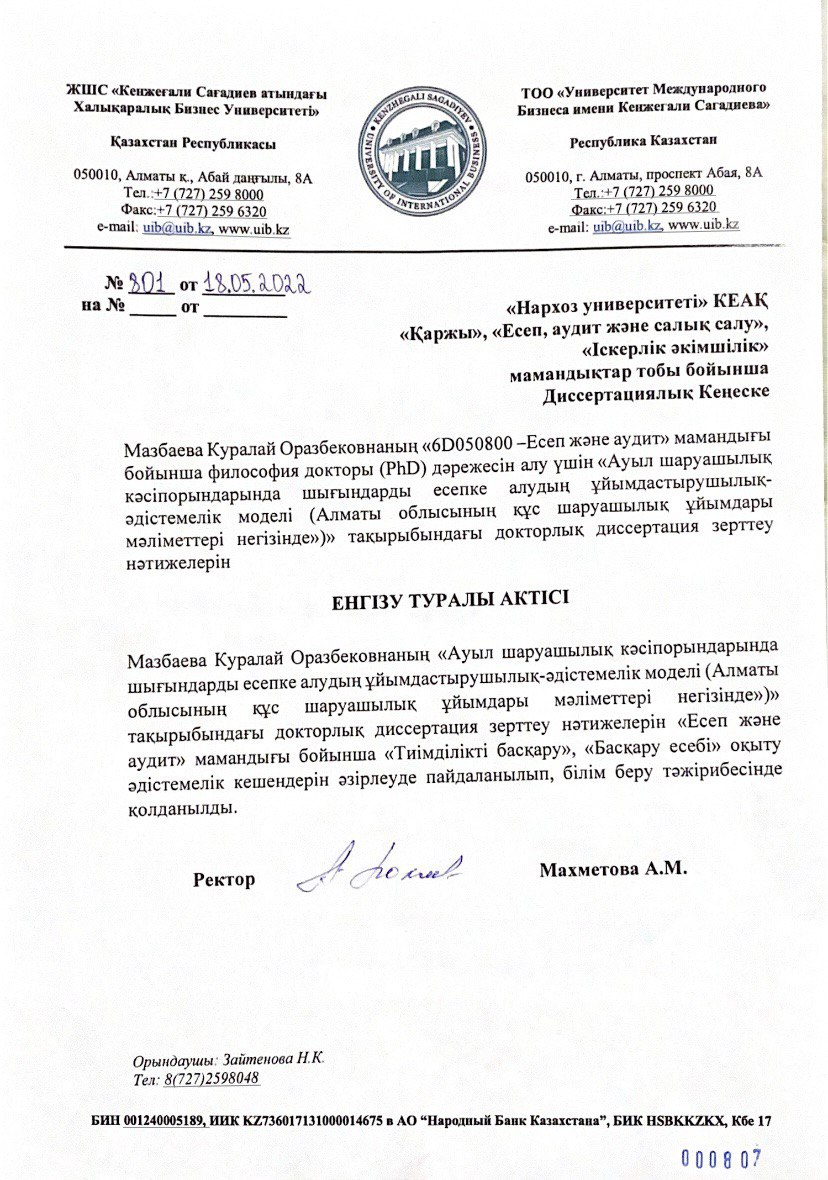 ЖШС «Кенжеғали Сағадиев атындағы
Халықаралық Бизнес Университеті»
Қазақстан Республикасы
050010, Алматы қ., Абай даңғылы, 8А
Тел.:+7 (727) 259 8000
Факс:+7 (727) 259 6320
e-mail: uib@uib.kz, www.uib.kz
KENZHEGALI SAGADIYEV
UNIVERSITY OF INTERNATIONAL BUSINESS
ТОО «Университет Международного
Бизнеса имени Кенжегали Сагадиева»
Республика Казахстан
050010, г. Алматы, проспект Абая, 8А
Тел.:+7 (727) 259 8000
Факс:+7 (727) 259 6320
e-mail: uib@uib.kz, www.uib.kz
№ 801 от 18.05.2022
на № _____ от _________
«Нархоз университеті» КЕАҚ
«Қаржы», «Есеп, аудит және салық салу»,
«Іскерлік әкімшілік»
мамандықтар тобы бойынша
Диссертациялық Кеңеске
Мазбаева Куралай Оразбековнаның «6D050800 –Есеп және аудит» мамандығы
бойынша философия докторы (PhD) дәрежесін алу үшін «Ауыл шаруашылық
кәсіпорындарында шығындарды есепке алудың ұйымдастырушылық-
әдістемелік моделі (Алматы облысының құс шаруашылық ұйымдары
мәліметтері негізінде»)» тақырыбындағы докторлық диссертация зерттеу
нәтижелерін
ЕНГІЗУ ТУРАЛЫ АКТІСІ
Мазбаева Куралай Оразбековнаның «Ауыл шаруашылық кәсіпорындарында
шығындарды есепке алудың ұйымдастырушылық-әдістемелік моделі (Алматы
облысының құс шаруашылық ұйымдары мәліметтері негізінде»)»
тақырыбындағы докторлық диссертация зерттеу нәтижелерін «Есеп және
аудит» мамандығы бойынша «Тиімділікті басқару», «Басқару есебі» оқыту
әдістемелік кешендерін әзірлеуде пайдаланылып, білім беру тәжірибесінде
қолданылды.
Ректор Махметова А.М.
Орындаушы: Зайтенова Н.К.
Тел: 8(727)2598048
БИН 001240005189, ИИК KZ736017131000014675 в АО “Народный Банк Казахстана”, БИК HSBKKZKX, Кбе 17
000807